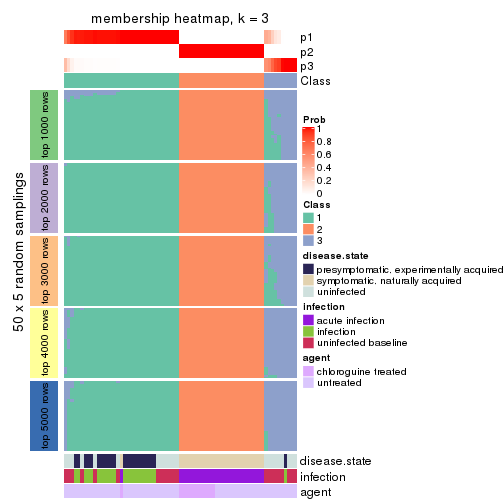 membership heatmap, k = 3
p1
p2
p3
Class
50 x 5 random samplings
top 1000 rows
top 2000 rows
top 3000 rows
top 4000 rows
top 5000 rows
Prob
1
0.8
0.6
0.4
0.2
0
Class
1
2
3
disease.state
presymptomatic. experimentally acquired
symptomatic. naturally acquired
uninfected
infection
acute infection
infection
uninfected baseline
agent
chloroguine treated
untreated
disease.state
infection
agent